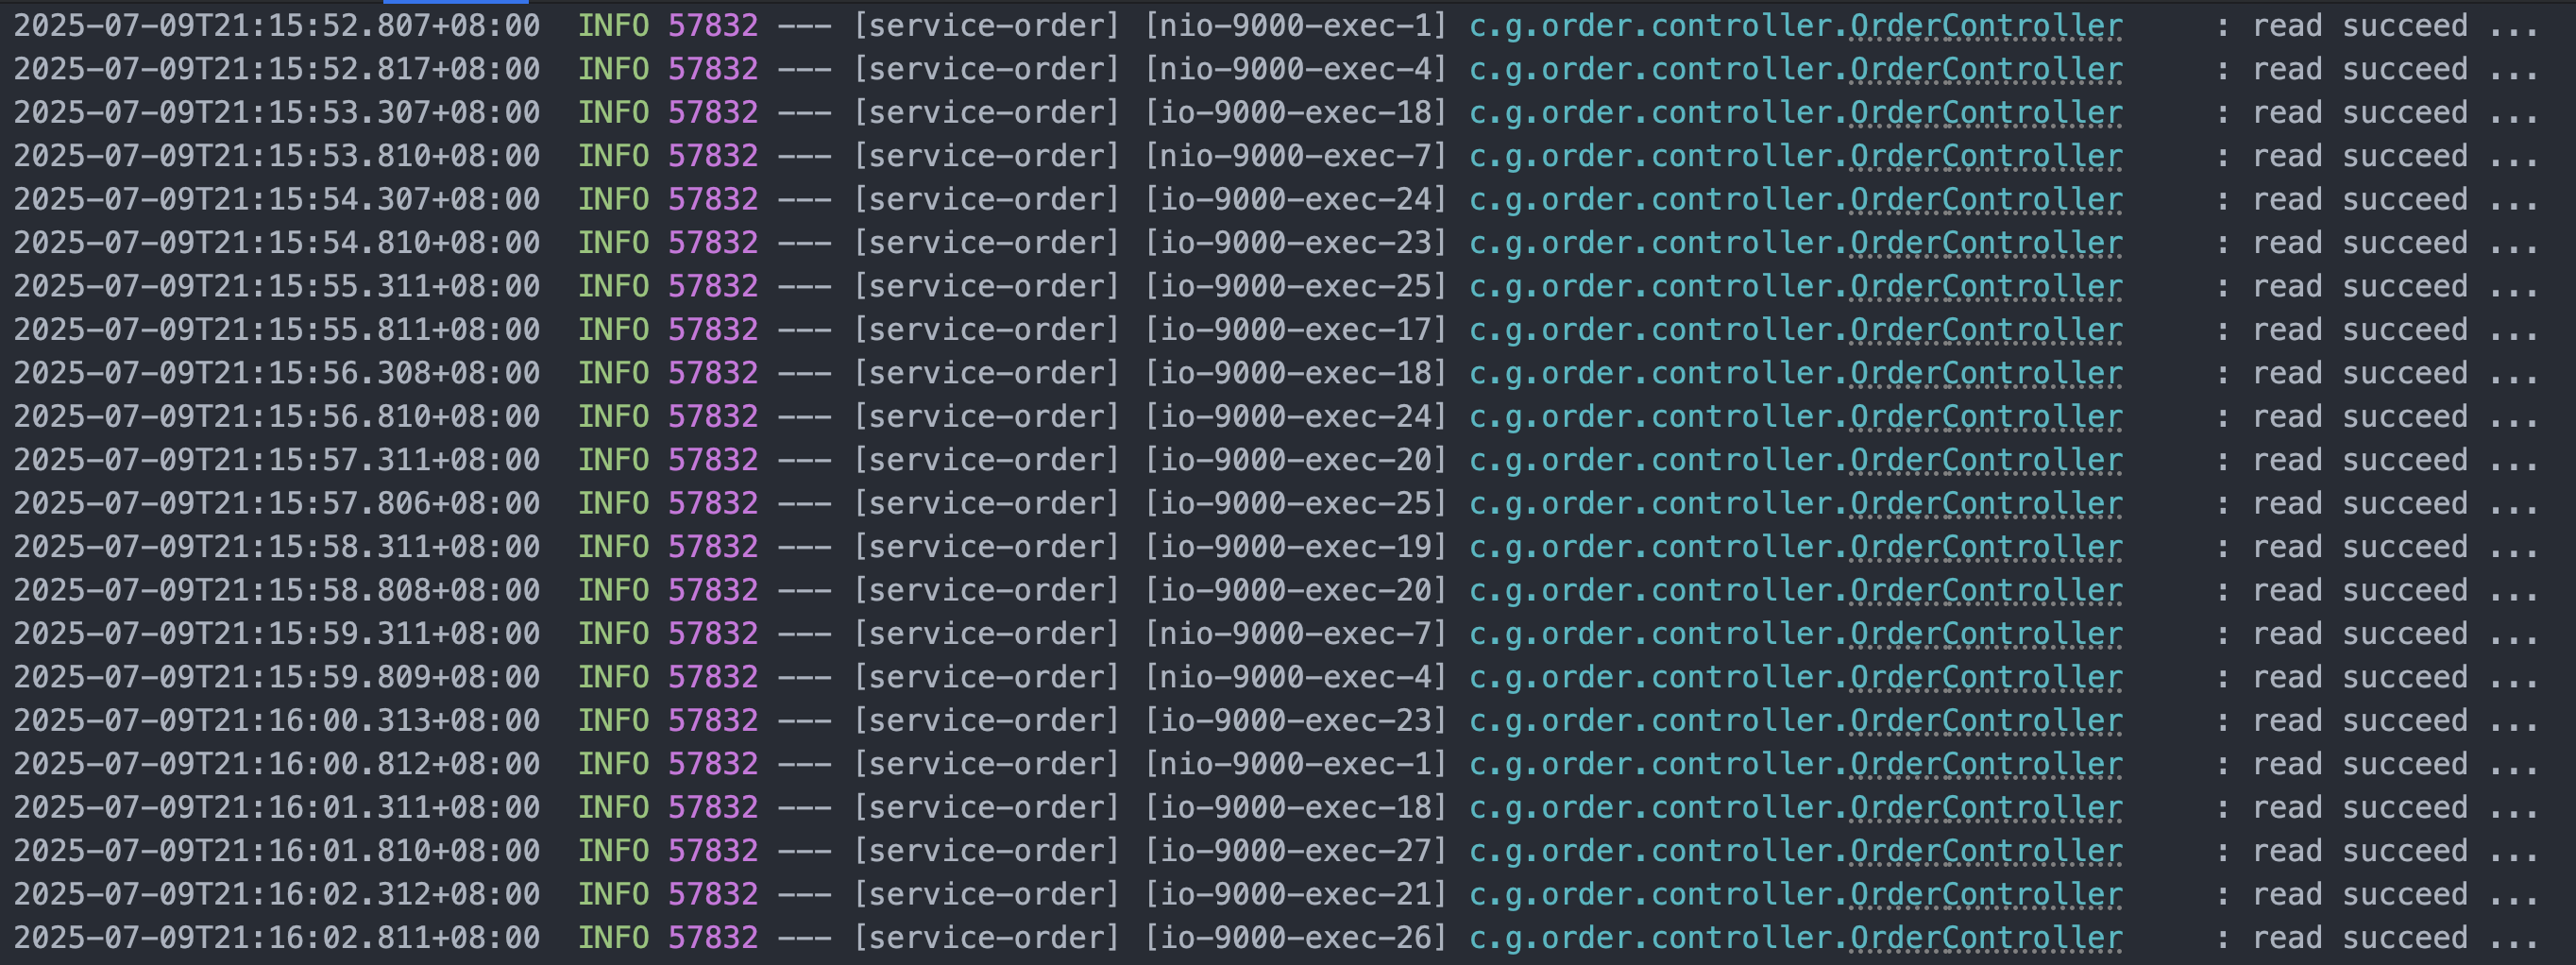 2025-07-09T21:15:52.807+08:00  INFO 57832 --- [service-order] [nio-9000-exec-1] c.g.order.controller.OrderController     : read succeed ...
2025-07-09T21:15:52.817+08:00  INFO 57832 --- [service-order] [nio-9000-exec-4] c.g.order.controller.OrderController     : read succeed ...
2025-07-09T21:15:53.307+08:00  INFO 57832 --- [service-order] [io-9000-exec-18] c.g.order.controller.OrderController     : read succeed ...
2025-07-09T21:15:53.810+08:00  INFO 57832 --- [service-order] [nio-9000-exec-7] c.g.order.controller.OrderController     : read succeed ...
2025-07-09T21:15:54.307+08:00  INFO 57832 --- [service-order] [io-9000-exec-24] c.g.order.controller.OrderController     : read succeed ...
2025-07-09T21:15:54.810+08:00  INFO 57832 --- [service-order] [io-9000-exec-23] c.g.order.controller.OrderController     : read succeed ...
2025-07-09T21:15:55.311+08:00  INFO 57832 --- [service-order] [io-9000-exec-25] c.g.order.controller.OrderController     : read succeed ...
2025-07-09T21:15:55.811+08:00  INFO 57832 --- [service-order] [io-9000-exec-17] c.g.order.controller.OrderController     : read succeed ...
2025-07-09T21:15:56.308+08:00  INFO 57832 --- [service-order] [io-9000-exec-18] c.g.order.controller.OrderController     : read succeed ...
2025-07-09T21:15:56.810+08:00  INFO 57832 --- [service-order] [io-9000-exec-24] c.g.order.controller.OrderController     : read succeed ...
2025-07-09T21:15:57.311+08:00  INFO 57832 --- [service-order] [io-9000-exec-20] c.g.order.controller.OrderController     : read succeed ...
2025-07-09T21:15:57.806+08:00  INFO 57832 --- [service-order] [io-9000-exec-25] c.g.order.controller.OrderController     : read succeed ...
2025-07-09T21:15:58.311+08:00  INFO 57832 --- [service-order] [io-9000-exec-19] c.g.order.controller.OrderController     : read succeed ...
2025-07-09T21:15:58.808+08:00  INFO 57832 --- [service-order] [io-9000-exec-20] c.g.order.controller.OrderController     : read succeed ...
2025-07-09T21:15:59.311+08:00  INFO 57832 --- [service-order] [nio-9000-exec-7] c.g.order.controller.OrderController     : read succeed ...
2025-07-09T21:15:59.809+08:00  INFO 57832 --- [service-order] [nio-9000-exec-4] c.g.order.controller.OrderController     : read succeed ...
2025-07-09T21:16:00.313+08:00  INFO 57832 --- [service-order] [io-9000-exec-23] c.g.order.controller.OrderController     : read succeed ...
2025-07-09T21:16:00.812+08:00  INFO 57832 --- [service-order] [nio-9000-exec-1] c.g.order.controller.OrderController     : read succeed ...
2025-07-09T21:16:01.311+08:00  INFO 57832 --- [service-order] [io-9000-exec-18] c.g.order.controller.OrderController     : read succeed ...
2025-07-09T21:16:01.810+08:00  INFO 57832 --- [service-order] [io-9000-exec-27] c.g.order.controller.OrderController     : read succeed ...
2025-07-09T21:16:02.312+08:00  INFO 57832 --- [service-order] [io-9000-exec-21] c.g.order.controller.OrderController     : read succeed ...
2025-07-09T21:16:02.811+08:00  INFO 57832 --- [service-order] [io-9000-exec-26] c.g.order.controller.OrderController     : read succeed ...